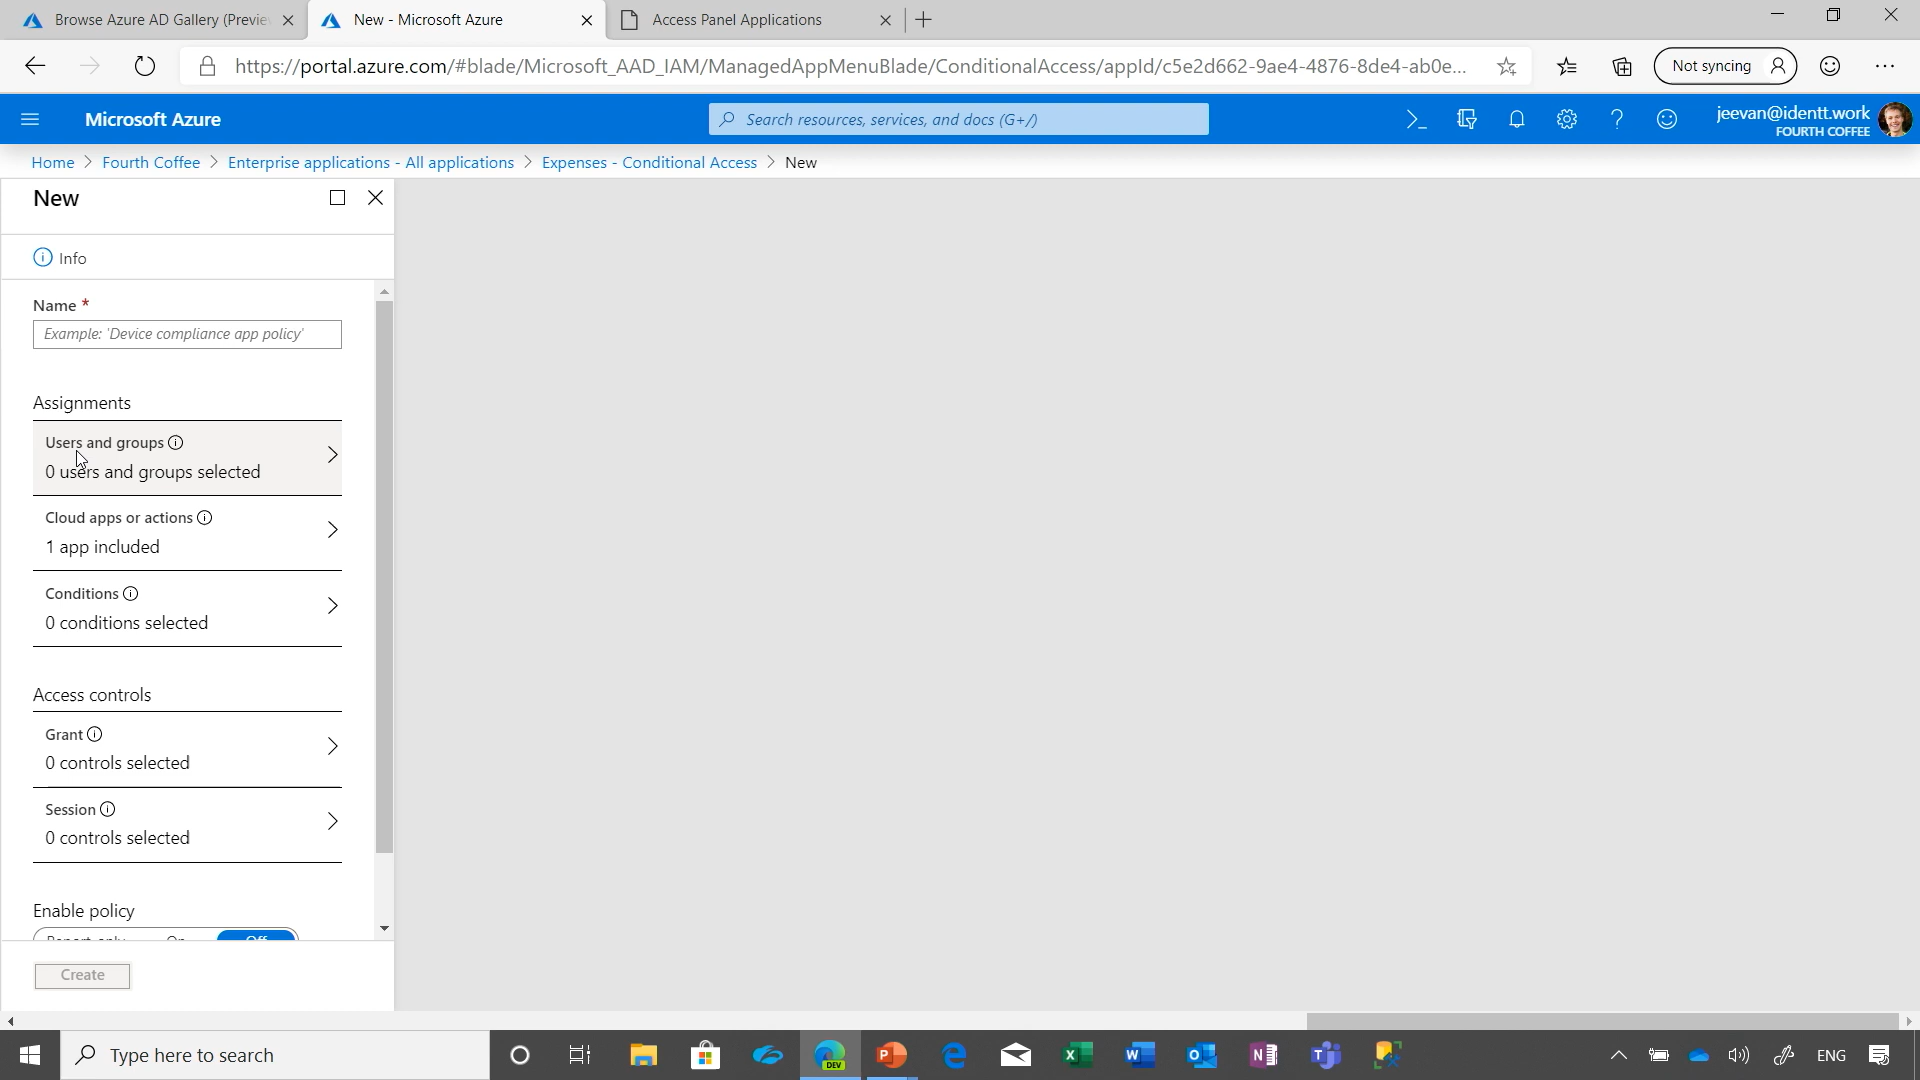 Browse Azure AD Gallery (Previe
New - Microsoft Azure
Access Panel Applications
https://portal.azure.com/#blade/Microsoft_AAD_IAM/ManagedAppMenuBlade/ConditionalAccess/appId/c5e2d662-9ae4-4876-8de4-ab0e...
Not syncing
Microsoft Azure
Search resources, services, and docs (G+/)
jeevan@identt.work
FOURTH COFFEE
Home > Fourth Coffee > Enterprise applications - All applications > Expenses - Conditional Access > New
New
Info
Name *
Example: 'Device compliance app policy'
Assignments
Users and groups
0 users and groups selected
Cloud apps or actions
1 app included
Conditions
0 conditions selected
Access controls
Grant
0 controls selected
Session
0 controls selected
Enable policy
Report-only On Off
Create
Type here to search
DEV
ENG